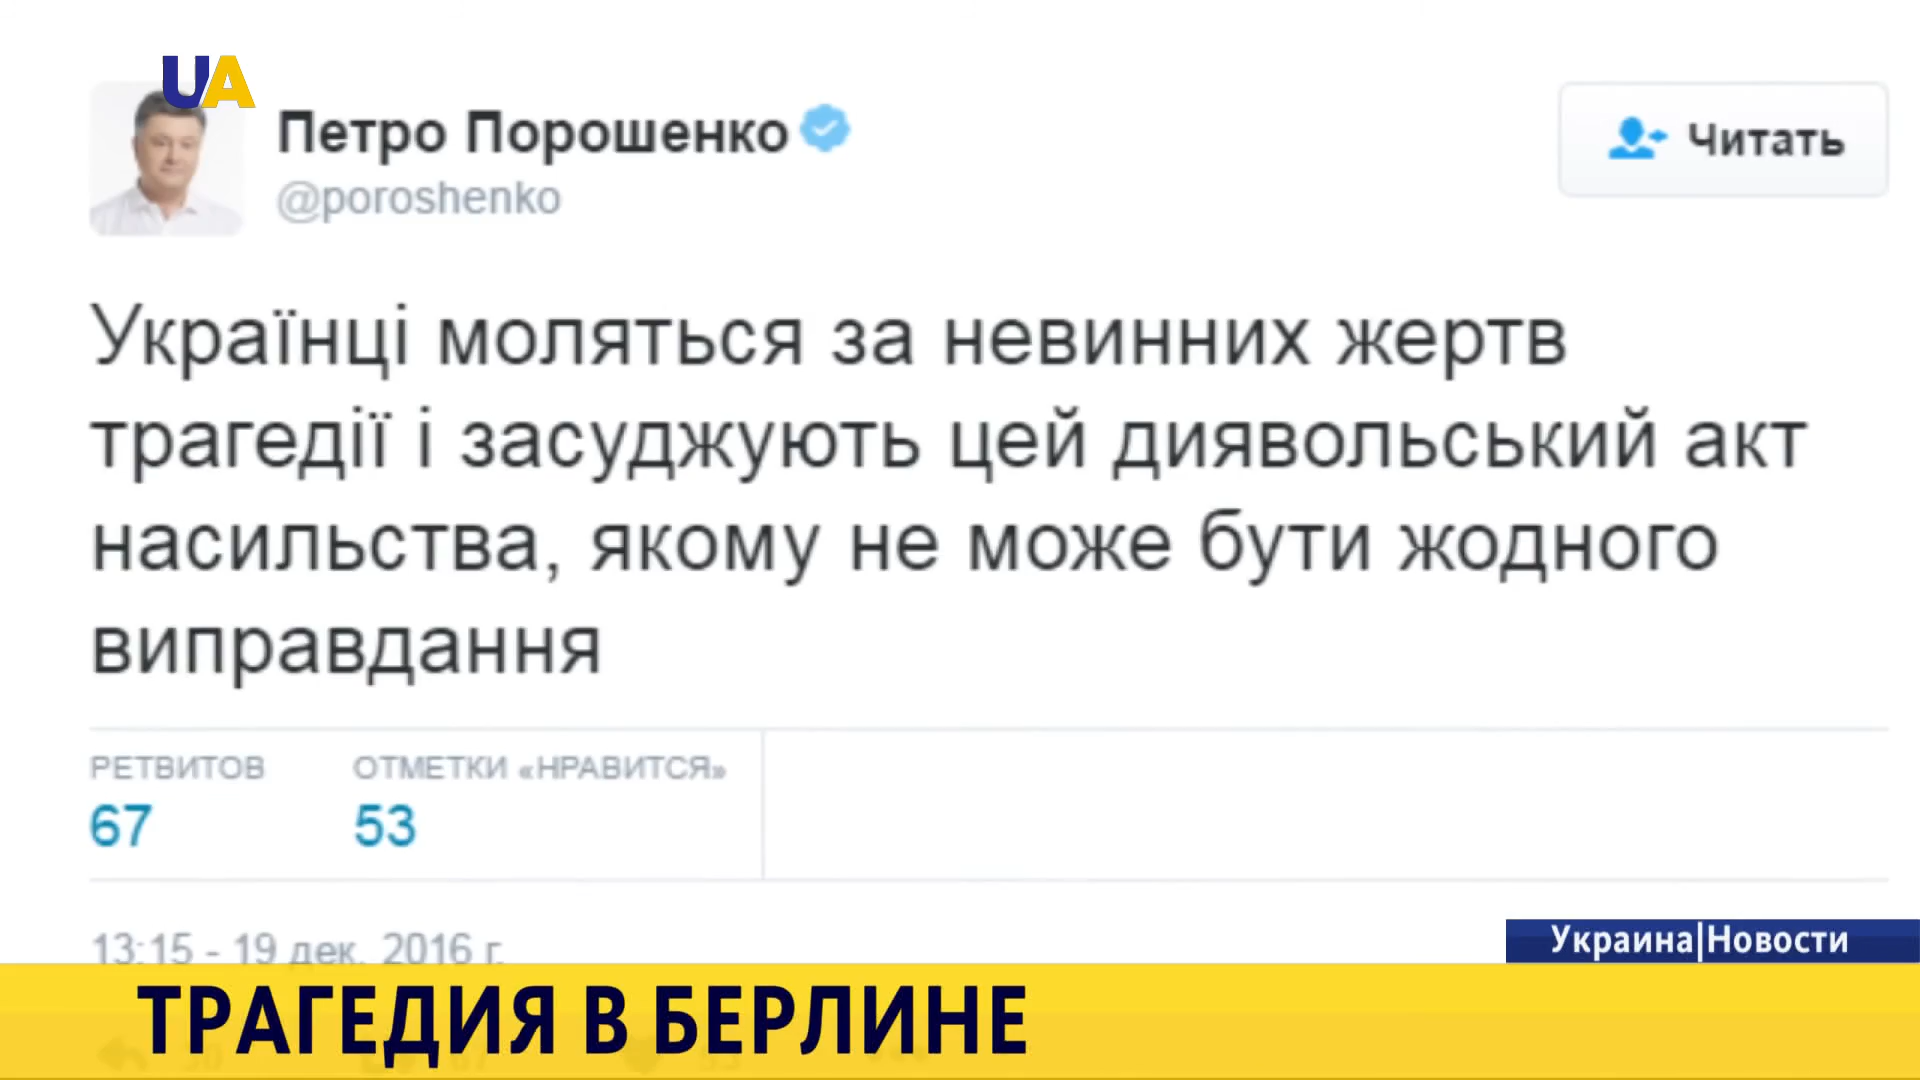 UA
Петро Порошенко
@poroshenko
Читать
Українці моляться за невинних жертв
трагедії і засуджують цей диявольський акт
насильства, якому не може бути жодного
виправдання
РЕТВИТОВ
67
ОТМЕТКИ «НРАВИТСЯ»
53
13:15 - 19 дек. 2016 г.
Украина|Новости
ТРАГЕДИЯ В БЕРЛИНЕ